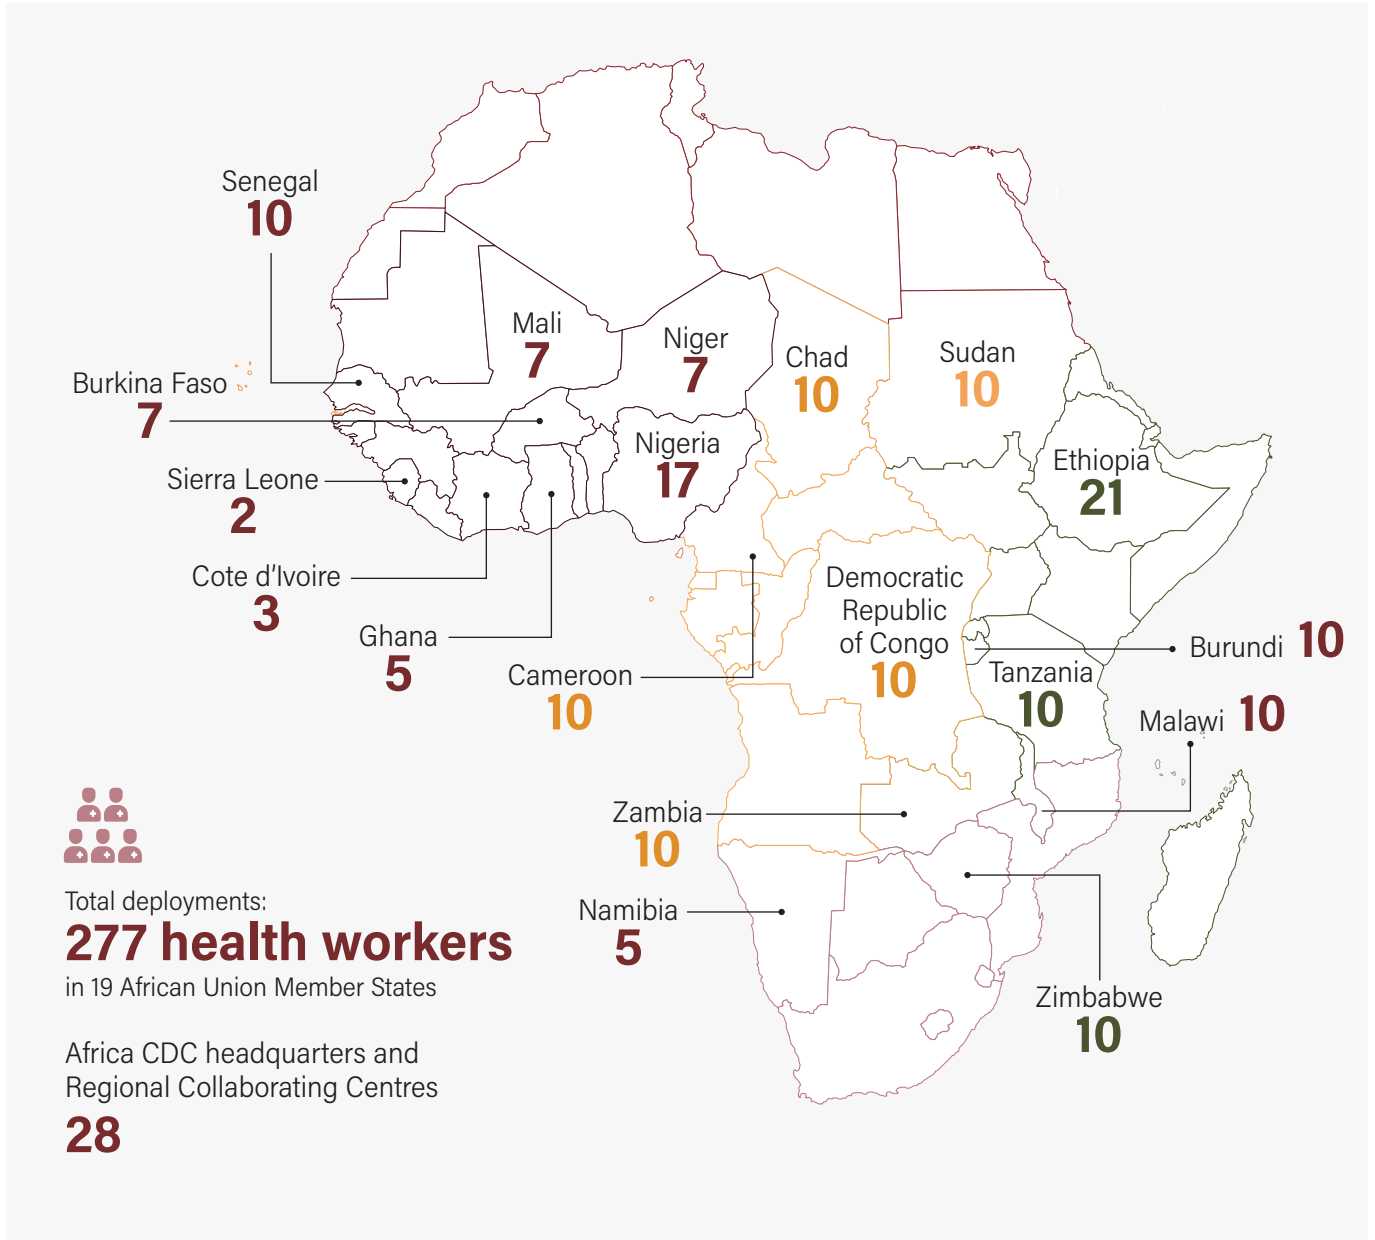 Senegal
10
Mali
7
Niger
7
Chad
10
Sudan
10
Burkina Faso
7
Nigeria
17
Ethiopia
21
Sierra Leone
2
Cote d'Ivoire
3
Ghana
5
Cameroon
10
Democratic
Republic
of Congo
10
Burundi 10
Tanzania
10
Malawi 10
Zambia
10
Namibia
5
Zimbabwe
10
Total deployments:
277 health workers
in 19 African Union Member States
Africa CDC headquarters and
Regional Collaborating Centres
28